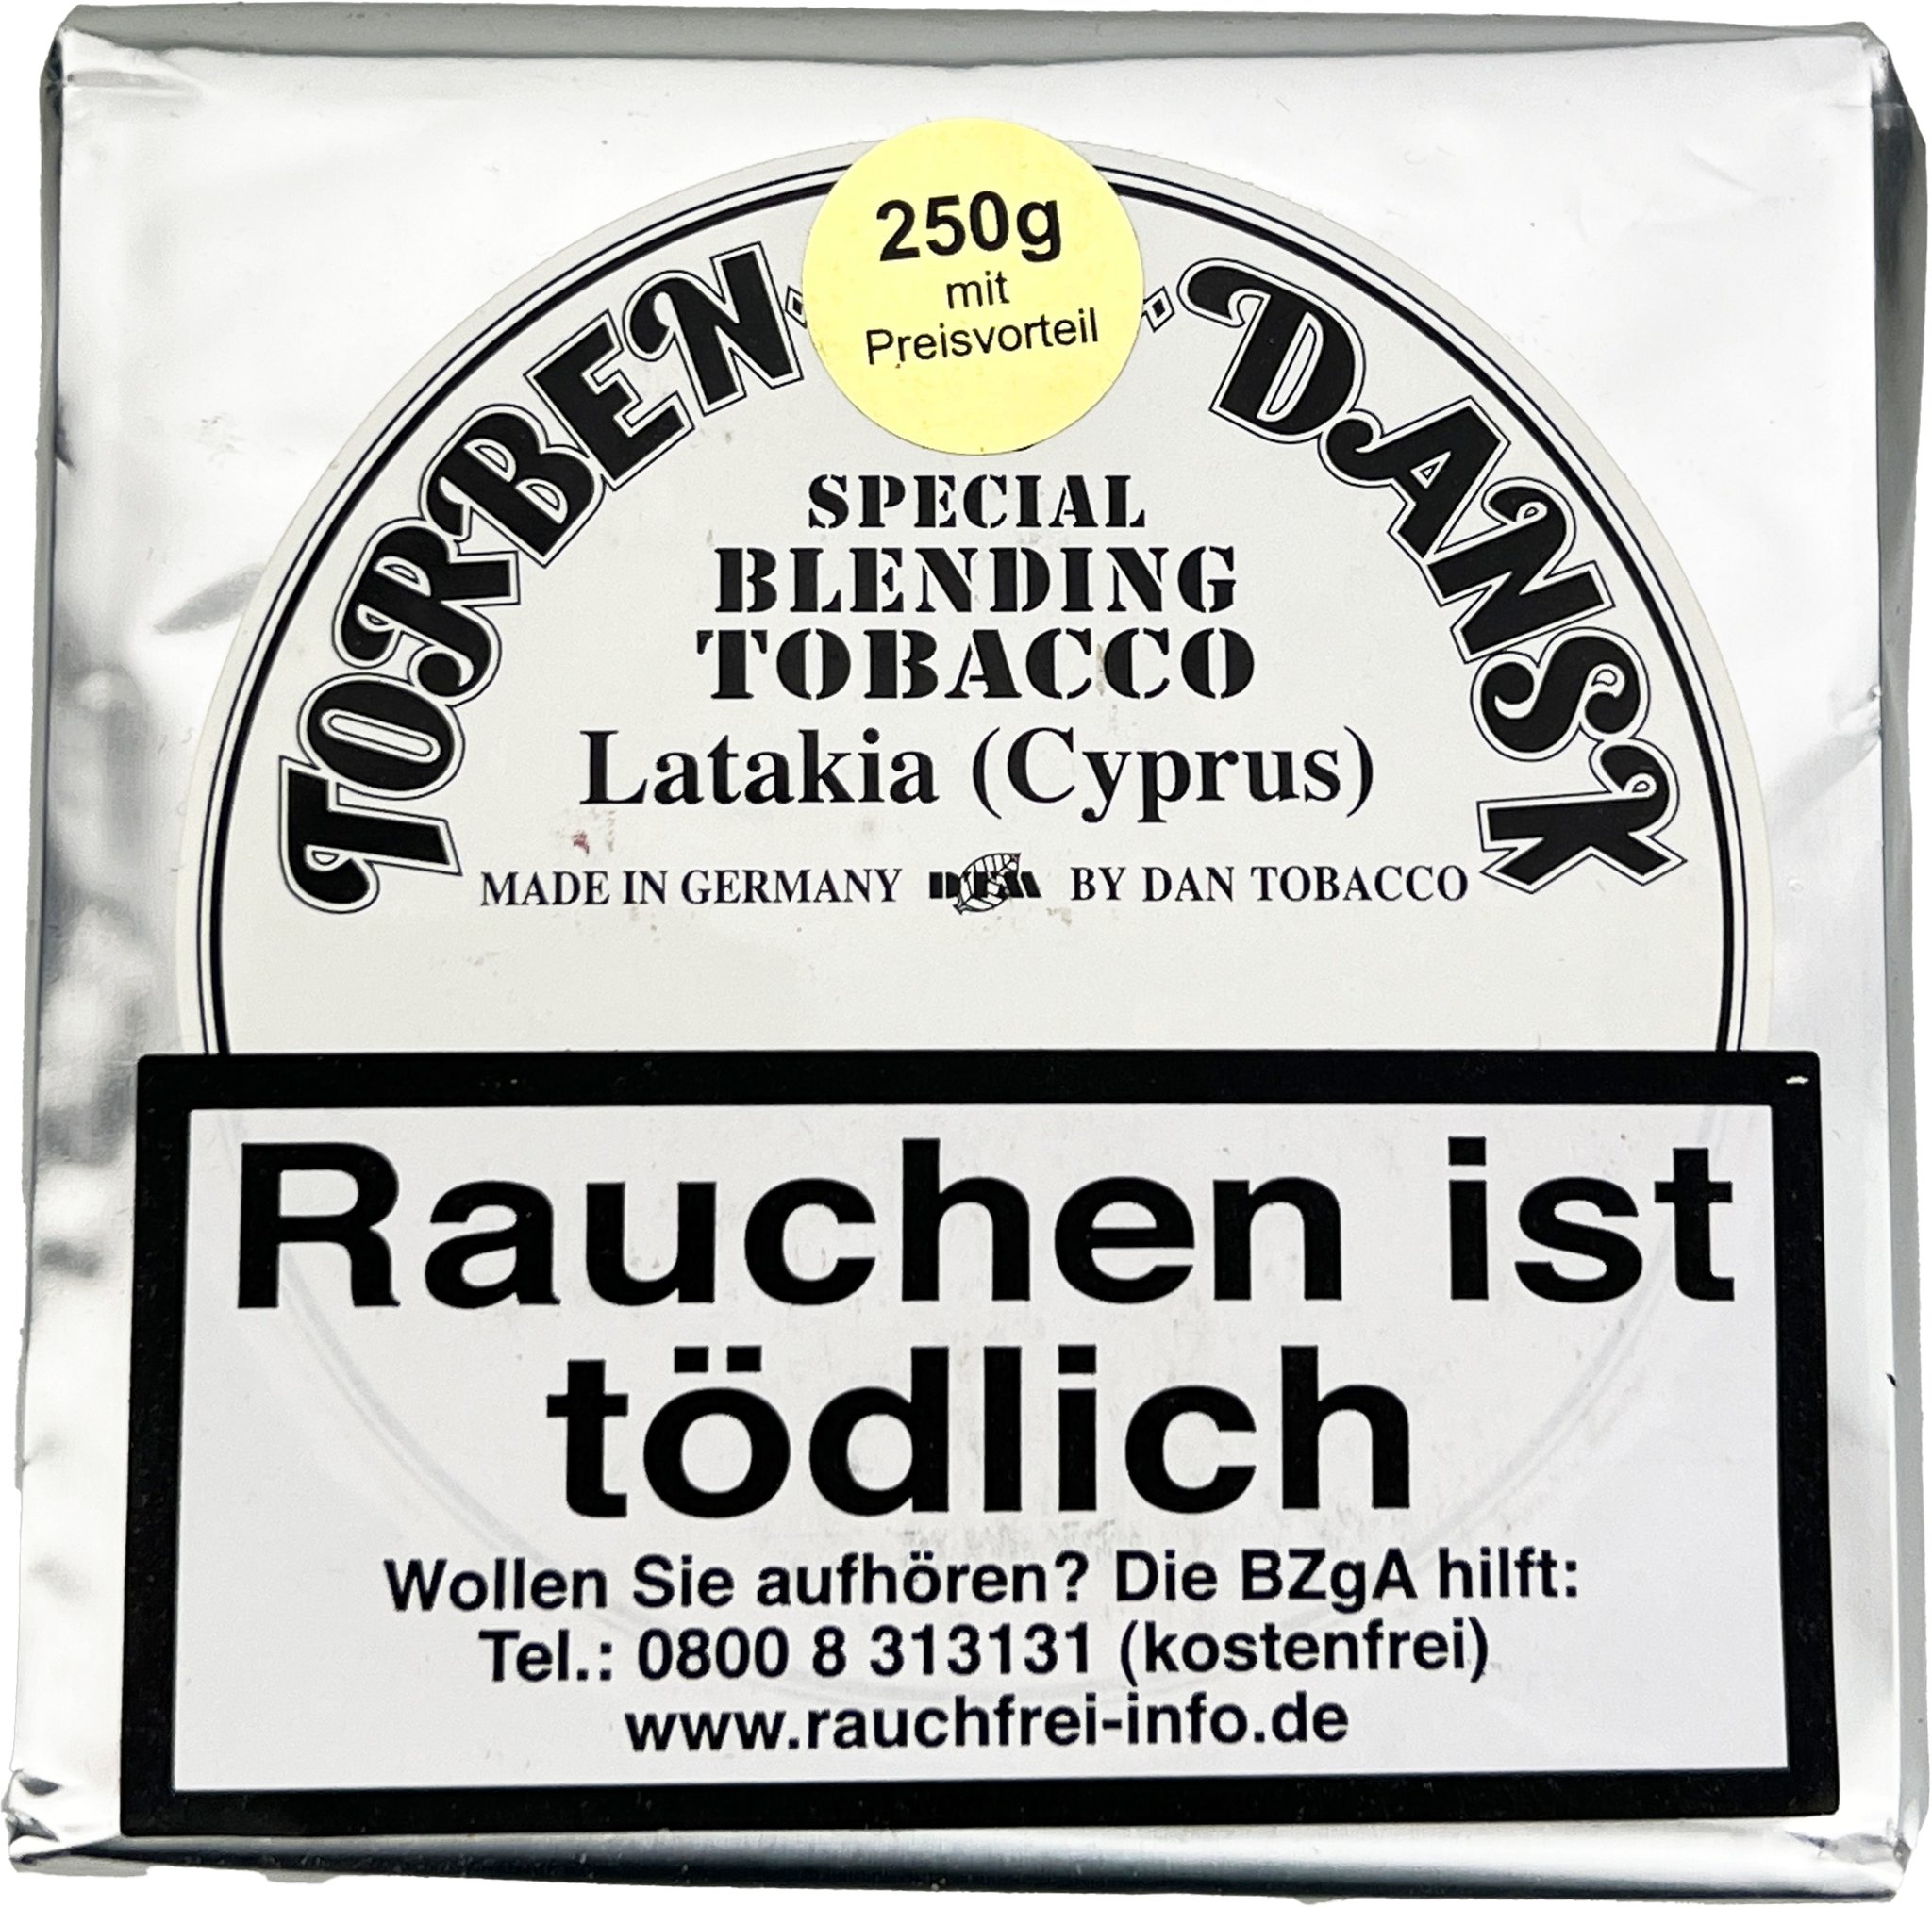 250g
mit
Preisvorteil
TORBEN DANSK
SPECIAL
BLENDING
TOBACCO
Latakia (Cyprus)
MADE IN GERMANY DTM BY DAN TOBACCO
Rauchen ist
tödlich
Wollen Sie aufhören? Die BZgA hilft:
Tel.: 0800 8 313131 (kostenfrei)
www.rauchfrei-info.de